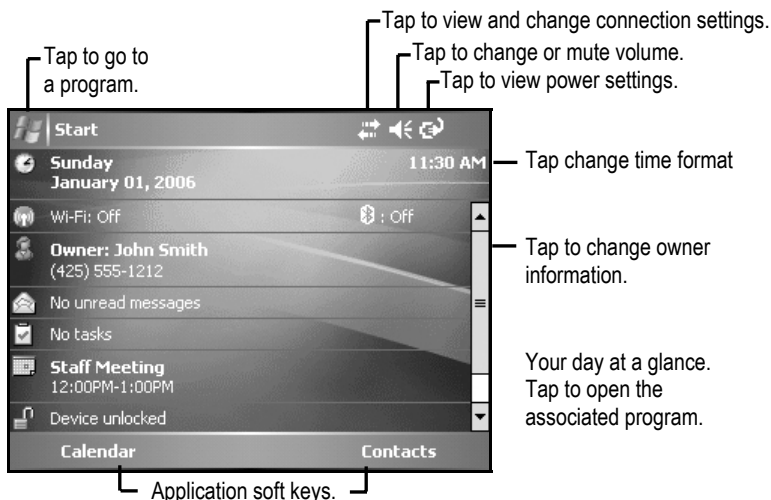 Tap to view and change connection settings.
Tap to change or mute volume.
Tap to view power settings.
Tap to go to
a program.
Start
Sunday
January 01, 2006
11:30 AM
Tap change time format
Wi-Fi: Off
: Off
Owner: John Smith
(425) 555-1212
Tap to change owner
information.
No unread messages
No tasks
Staff Meeting
12:00PM-1:00PM
Your day at a glance.
Tap to open the
associated program.
Device unlocked
Calendar
Contacts
Application soft keys.